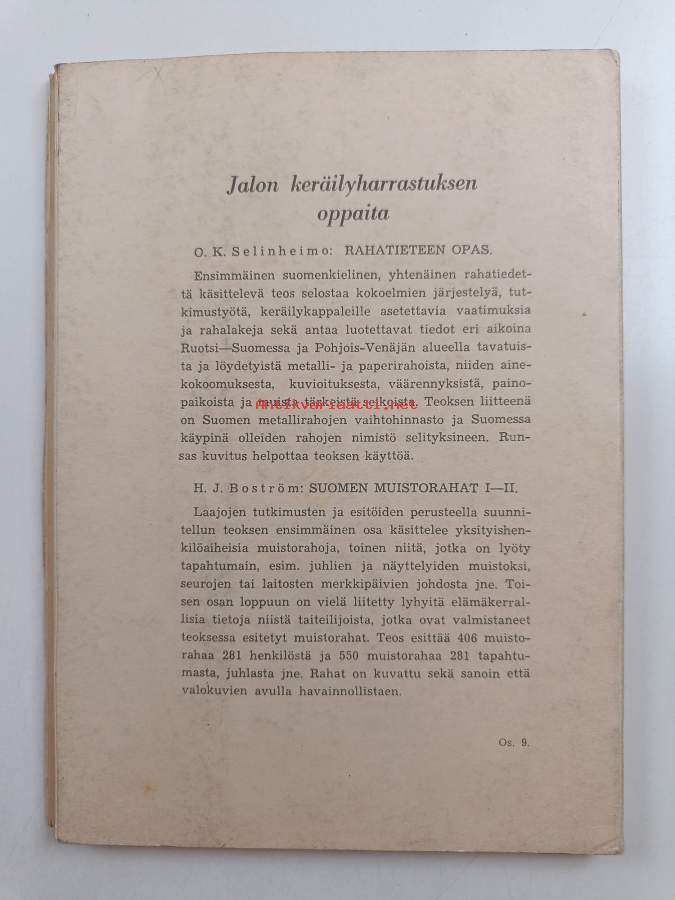 Jalon keräilyharrastuksen
oppaita
O. K. Selinheimo: RAHATIETEEN OPAS.
Ensimmäinen suomenkielinen, yhtenäinen rahatiedet-
tä käsittelevä teos selostaa kokoelmien järjestelyä, tut-
kimustyötä, keräilykappaleille asetettavia vaatimuksia
ja rahalakeja sekä antaa luotettavat tiedot eri aikoina
Ruotsi—Suomessa ja Pohjois-Venäjän alueella tavatuis-
ta ja löydetyistä metalli- ja paperirahoista, niiden aine-
kokoomuksesta, kuvioituksesta, väärennyksistä, paino-
paikoista ja muista tärkeistä seikoista. Teoksen liitteenä
Antikvariaatti.net
on Suomen metallirahojen vaihtohinnasto ja Suomessa
käypinä olleiden rahojen nimistö selityksineen. Run-
sas kuvitus helpottaa teoksen käyttöä.
H. J. Boström: SUOMEN MUISTORAHAT I—II.
Laajojen tutkimusten ja esitöiden perusteella suunni-
tellun teoksen ensimmäinen osa käsittelee yksityishen-
kilöaiheisia muistorahoja, toinen niitä, jotka on lyöty
tapahtumain, esim. juhlien ja näyttelyiden muistoksi,
seurojen tai laitosten merkkipäivien johdosta jne. Toi-
sen osan loppuun on vielä liitetty lyhyitä elämäkerral-
lisia tietoja niistä taiteilijoista, jotka ovat valmistaneet
teoksessa esitetyt muistorahat. Teos esittää 406 muisto-
rahaa 281 henkilöstä ja 550 muistorahaa 281 tapahtu-
masta, juhlasta jne. Rahat on kuvattu sekä sanoin että
valokuvien avulla havainnollistaen.
Os. 9.